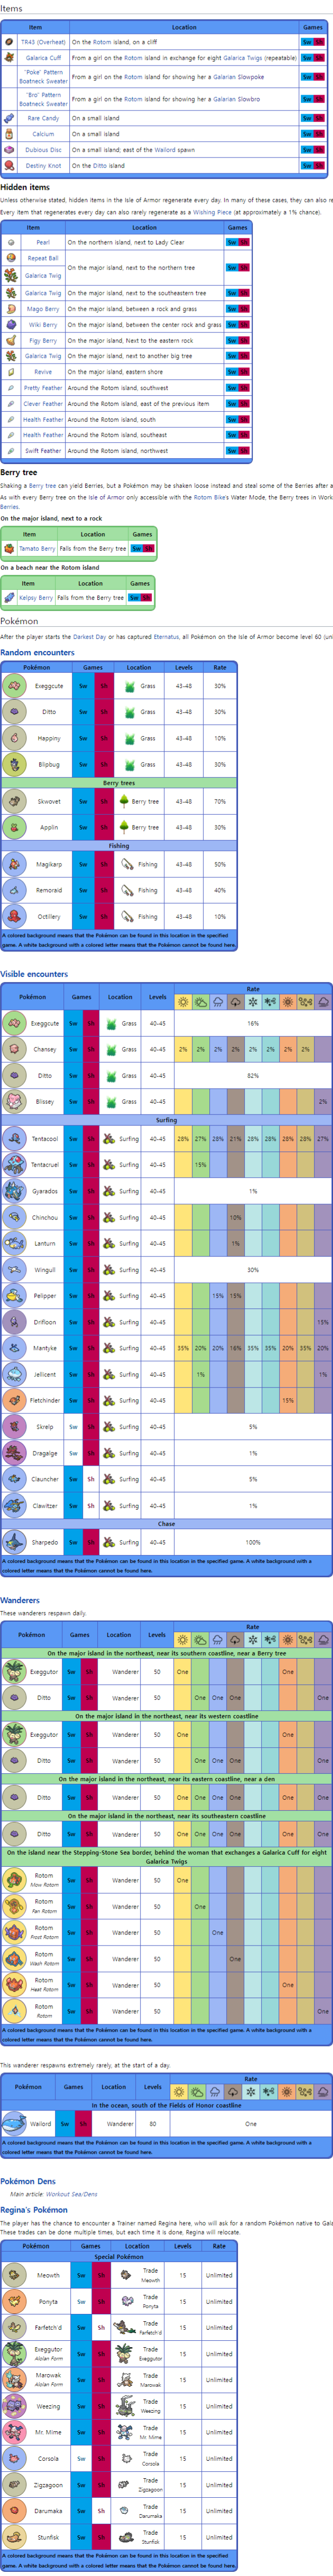 Items
Item Location Games
TR43 (Overheat) On the Rotom island, on a cliff Sw Sh
Galarica Cuff From a girl on the Rotom island in exchange for eight Galarica Twigs (repeatable) Sw Sh
"Poké" Pattern Boatneck Sweater From a girl on the Rotom island for showing her a Galarian Slowpoke Sw Sh
"Bro" Pattern Boatneck Sweater From a girl on the Rotom island for showing her a Galarian Slowbro Sw Sh
Rare Candy On a small island Sw Sh
Calcium On a small island Sw Sh
Dubious Disc On a small island; east of the Wailord spawn Sw Sh
Destiny Knot On the Ditto island Sw Sh
Hidden items
Unless otherwise stated, hidden items in the Isle of Armor regenerate every day. In many of these cases, they can also re
Every item that regenerates every day can also rarely regenerate as a Wishing Piece (at approximately a 1% chance).
Item Location Games
Pearl On the northern island, next to Lady Clear Sw Sh
Repeat Ball
Galarica Twig On the major island, next to the northern tree Sw Sh
Galarica Twig On the major island, next to the southeastern tree Sw Sh
Mago Berry On the major island, between a rock and grass Sw Sh
Wiki Berry On the major island, between the center rock and grass Sw Sh
Figy Berry On the major island, Next to the eastern rock Sw Sh
Galarica Twig On the major island, next to another big tree Sw Sh
Revive On the major island, eastern shore Sw Sh
Pretty Feather Around the Rotom island, southwest Sw Sh
Clever Feather Around the Rotom island, east of the previous item Sw Sh
Health Feather Around the Rotom island, south Sw Sh
Health Feather Around the Rotom island, southeast Sw Sh
Swift Feather Around the Rotom island, northwest Sw Sh
Berry tree
Shaking a Berry tree can yield Berries, but a Pokémon may be shaken loose instead and steal some of the Berries after a
As with every Berry tree on the Isle of Armor only accessible with the Rotom Bike's Water Mode, the Berry trees in Work
Berries.
On the major island, next to a rock
Item Location Games
Tamato Berry Falls from the Berry tree Sw Sh
On a beach near the Rotom island
Item Location Games
Kelpsy Berry Falls from the Berry tree Sw Sh
Pokémon
After the player starts the Darkest Day or has captured Eternatus, all Pokémon on the Isle of Armor become level 60 (un
Random encounters
Pokémon Games Location Levels Rate
Exeggcute Sw Sh Grass 43-48 30%
Ditto Sw Sh Grass 43-48 30%
Happiny Sw Sh Grass 43-48 10%
Blipbug Sw Sh Grass 43-48 30%
Berry trees
Skwovet Sw Sh Berry tree 43-48 70%
Applin Sw Sh Berry tree 43-48 30%
Fishing
Magikarp Sw Sh Fishing 43-48 50%
Remoraid Sw Sh Fishing 43-48 40%
Octillery Sw Sh Fishing 43-48 10%
A colored background means that the Pokémon can be found in this location in the specified
game. A white background with a colored letter means that the Pokémon cannot be found here.
Visible encounters
Pokémon Games Location Levels Rate
Exeggcute Sw Sh Grass 40-45 16%
Chansey Sw Sh Grass 40-45 2% 2% 2% 2% 2% 2% 2% 2%
Ditto Sw Sh Grass 40-45 82%
Blissey Sw Sh Grass 40-45 2%
Surfing
Tentacool Sw Sh Surfing 40-45 28% 27% 28% 21% 28% 28% 28% 28% 27%
Tentacruel Sw Sh Surfing 40-45 15%
Gyarados Sw Sh Surfing 40-45 1%
Chinchou Sw Sh Surfing 40-45 10%
Lanturn Sw Sh Surfing 40-45 1%
Wingull Sw Sh Surfing 40-45 30%
Pelipper Sw Sh Surfing 40-45 15% 15%
Drifloon Sw Sh Surfing 40-45 15%
Mantyke Sw Sh Surfing 40-45 35% 20% 20% 16% 35% 35% 20% 35% 20%
Jellicent Sw Sh Surfing 40-45 1% 1%
Fletchinder Sw Sh Surfing 40-45 15%
Skrelp Sw Sh Surfing 40-45 5%
Dragalge Sw Sh Surfing 40-45 1%
Clauncher Sw Sh Surfing 40-45 5%
Clawitzer Sw Sh Surfing 40-45 1%
Chase
Sharpedo Sw Sh Surfing 40-45 100%
A colored background means that the Pokémon can be found in this location in the specified game. A white background with a
colored letter means that the Pokémon cannot be found here.
Wanderers
These wanderers respawn daily.
Pokémon Games Location Levels Rate
On the major island in the northeast, near its southern coastline, near a Berry tree
Exeggutor Sw Sh Wanderer 50 One One
Ditto Sw Sh Wanderer 50 One One One One
On the major island in the northeast, near its western coastline
Exeggutor Sw Sh Wanderer 50 One One
Ditto Sw Sh Wanderer 50 One One One One
On the major island in the northeast, near its eastern coastline, near a den
Ditto Sw Sh Wanderer 50 One One One One One One
On the major island in the northeast, near its southeastern coastline
Ditto Sw Sh Wanderer 50 One One One One One One
On the island near the Stepping-Stone Sea border, behind the woman that exchanges a Galarica Cuff for eight
Galarica Twigs
Rotom Mow Rotom Sw Sh Wanderer 50 One
Rotom Fan Rotom Sw Sh Wanderer 50 One
Rotom Frost Rotom Sw Sh Wanderer 50 One
Rotom Wash Rotom Sw Sh Wanderer 50 One
Rotom Heat Rotom Sw Sh Wanderer 50 One
Rotom Rotom Sw Sh Wanderer 50 One
A colored background means that the Pokémon can be found in this location in the specified game. A white background with a
colored letter means that the Pokémon cannot be found here.
This wanderer respawns extremely rarely, at the start of a day.
Pokémon Games Location Levels Rate
In the ocean, south of the Fields of Honor coastline
Wailord Sw Sh Wanderer 80 One
A colored background means that the Pokémon can be found in this location in the specified game. A white background with a
colored letter means that the Pokémon cannot be found here.
Pokémon Dens
Main article: Workout Sea/Dens
Regina's Pokémon
The player has the chance to encounter a Trainer named Regina here, who will ask for a random Pokémon native to Gala
These trades can be done multiple times, but each time it is done, Regina will relocate.
Pokémon Games Location Levels Rate
Special Pokémon
Meowth Sw Sh Trade Meowth 15 Unlimited
Ponyta Sw Sh Trade Ponyta 15 Unlimited
Farfetch'd Sw Sh Trade Farfetch'd 15 Unlimited
Exeggutor Alolan Form Sw Sh Trade Exeggutor 15 Unlimited
Marowak Alolan Form Sw Sh Trade Marowak 15 Unlimited
Weezing Sw Sh Trade Weezing 15 Unlimited
Mr. Mime Sw Sh Trade Mr. Mime 15 Unlimited
Corsola Sw Sh Trade Corsola 15 Unlimited
Zigzagoon Sw Sh Trade Zigzagoon 15 Unlimited
Darumaka Sw Sh Trade Darumaka 15 Unlimited
Stunfisk Sw Sh Trade Stunfisk 15 Unlimited
A colored background means that the Pokémon can be found in this location in the specified
game. A white background with a colored letter means that the Pokémon cannot be found here.